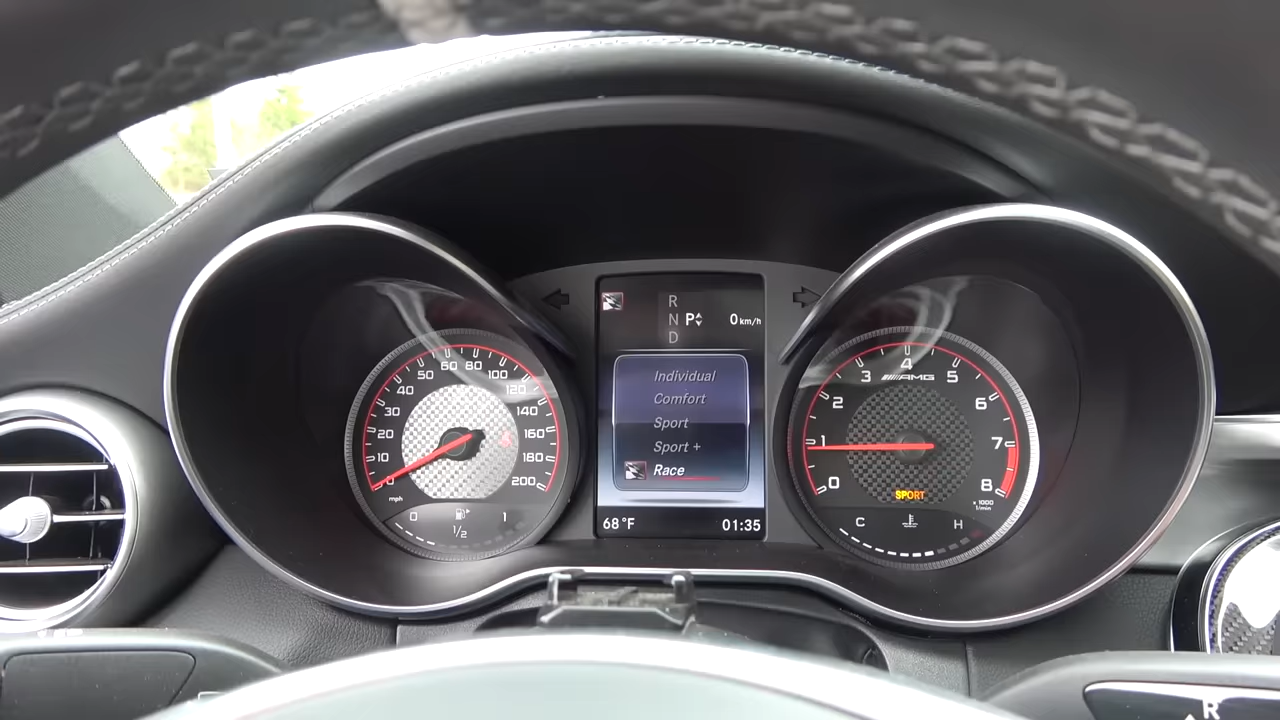 0
10
20
30
40
50
60
80
100
120
140
160
180
200
mph
0 1/2 1
R
N P 0 km/h
D
Individual
Comfort
Sport
Sport +
Race
68 °F 01:35
0
1
2
3
4
5
6
7
8
AMG
SPORT
x 1000
1/min
C H
R